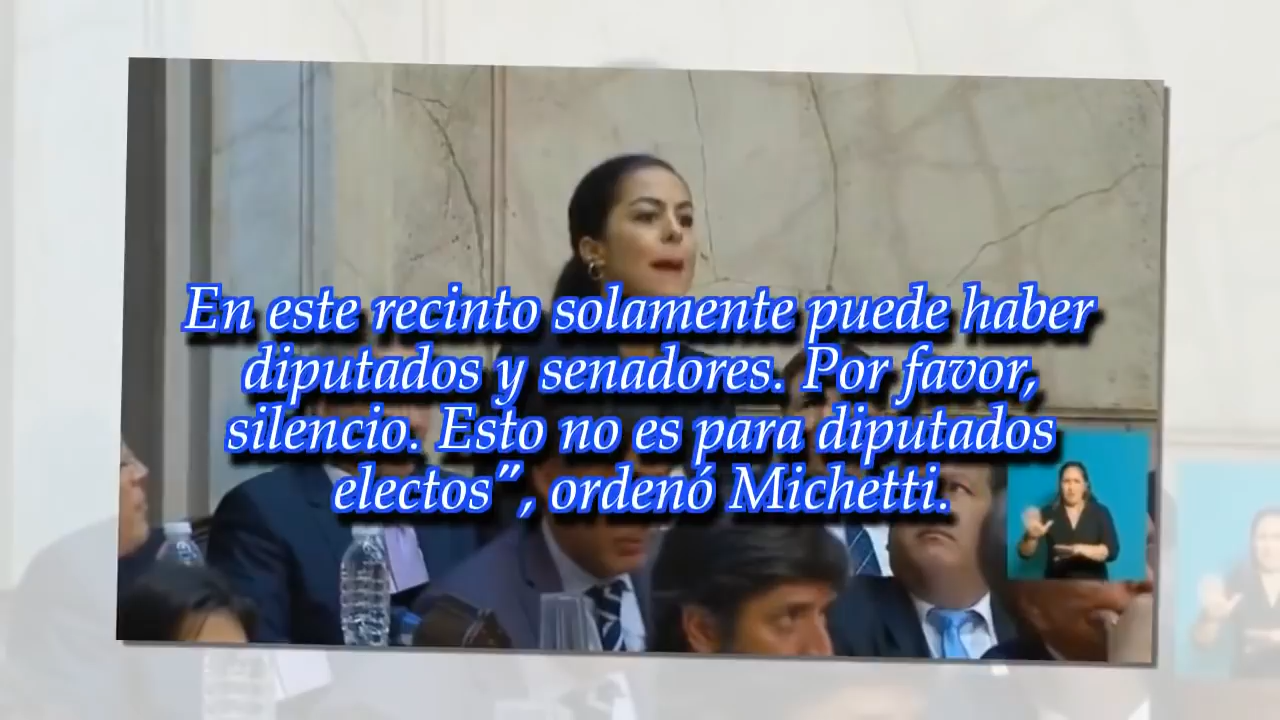 En este recinto solamente puede haber
diputados y senadores. Por favor,
silencio. Esto no es para diputados
electos”, ordenó Michetti.